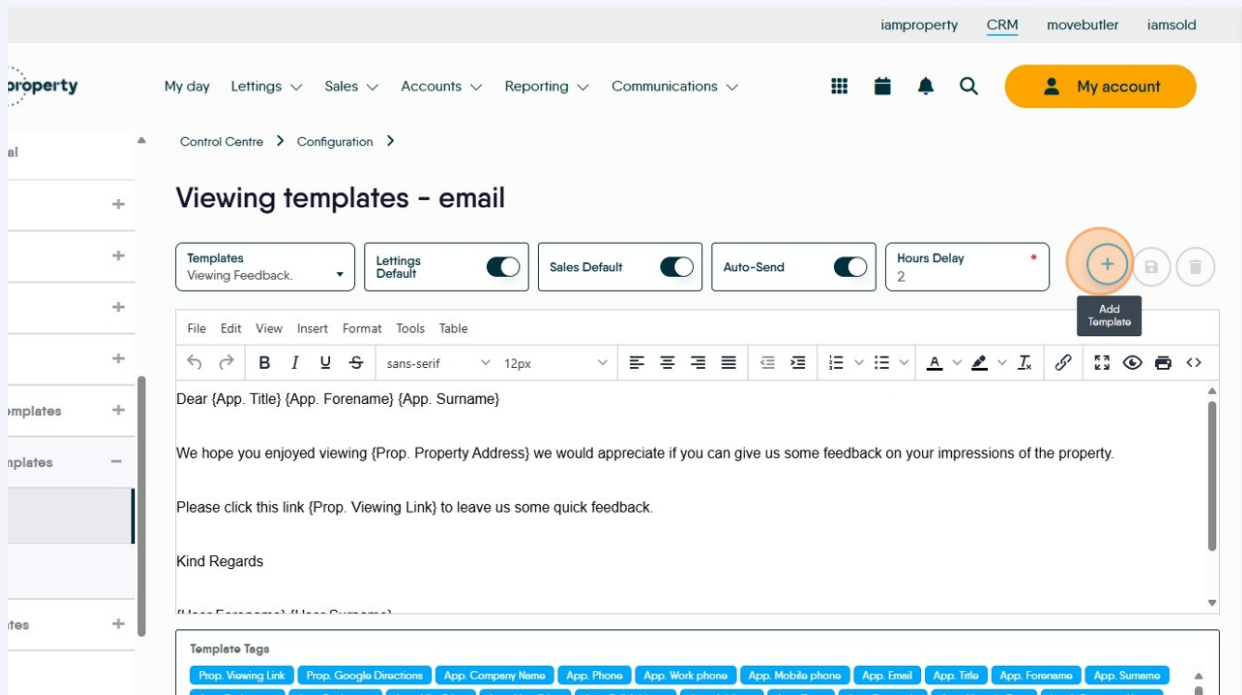 iamproperty CRM movebutler iamsold
property My day Lettings Sales Accounts Reporting Communications My account
Control Centre Configuration
al
Viewing templates - email
Templates
Viewing Feedback.
Lettings Default
Sales Default
Auto-Send
Hours Delay *
2
Add Template
File Edit View Insert Format Tools Table
B I U S sans-serif 12px
Dear {App. Title} {App. Forename} {App. Surname}
We hope you enjoyed viewing {Prop. Property Address} we would appreciate if you can give us some feedback on your impressions of the property.
Please click this link {Prop. Viewing Link} to leave us some quick feedback.
Kind Regards
{User Forename} {User Surname}
Template Tags
Prop. Viewing Link Prop. Google Directions App. Company Name App. Phone App. Work phone App. Mobile phone App. Email App. Title App. Forename App. Surname